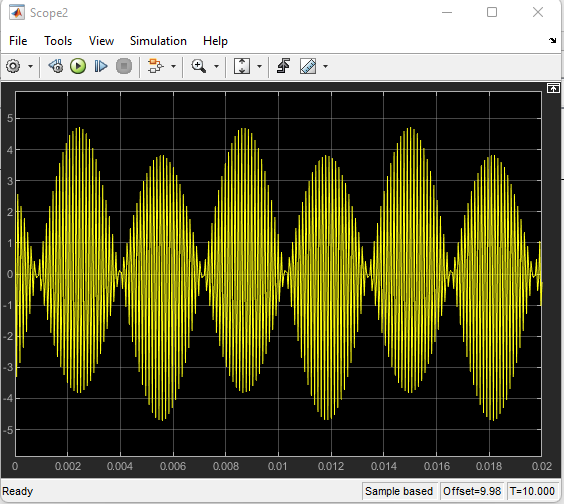 Scope2
File Tools View Simulation Help
5
4
3
2
1
0
-1
-2
-3
-4
-5
0 0.002 0.004 0.006 0.008 0.01 0.012 0.014 0.016 0.018 0.02
Ready Sample based Offset=9.98 T=10.000